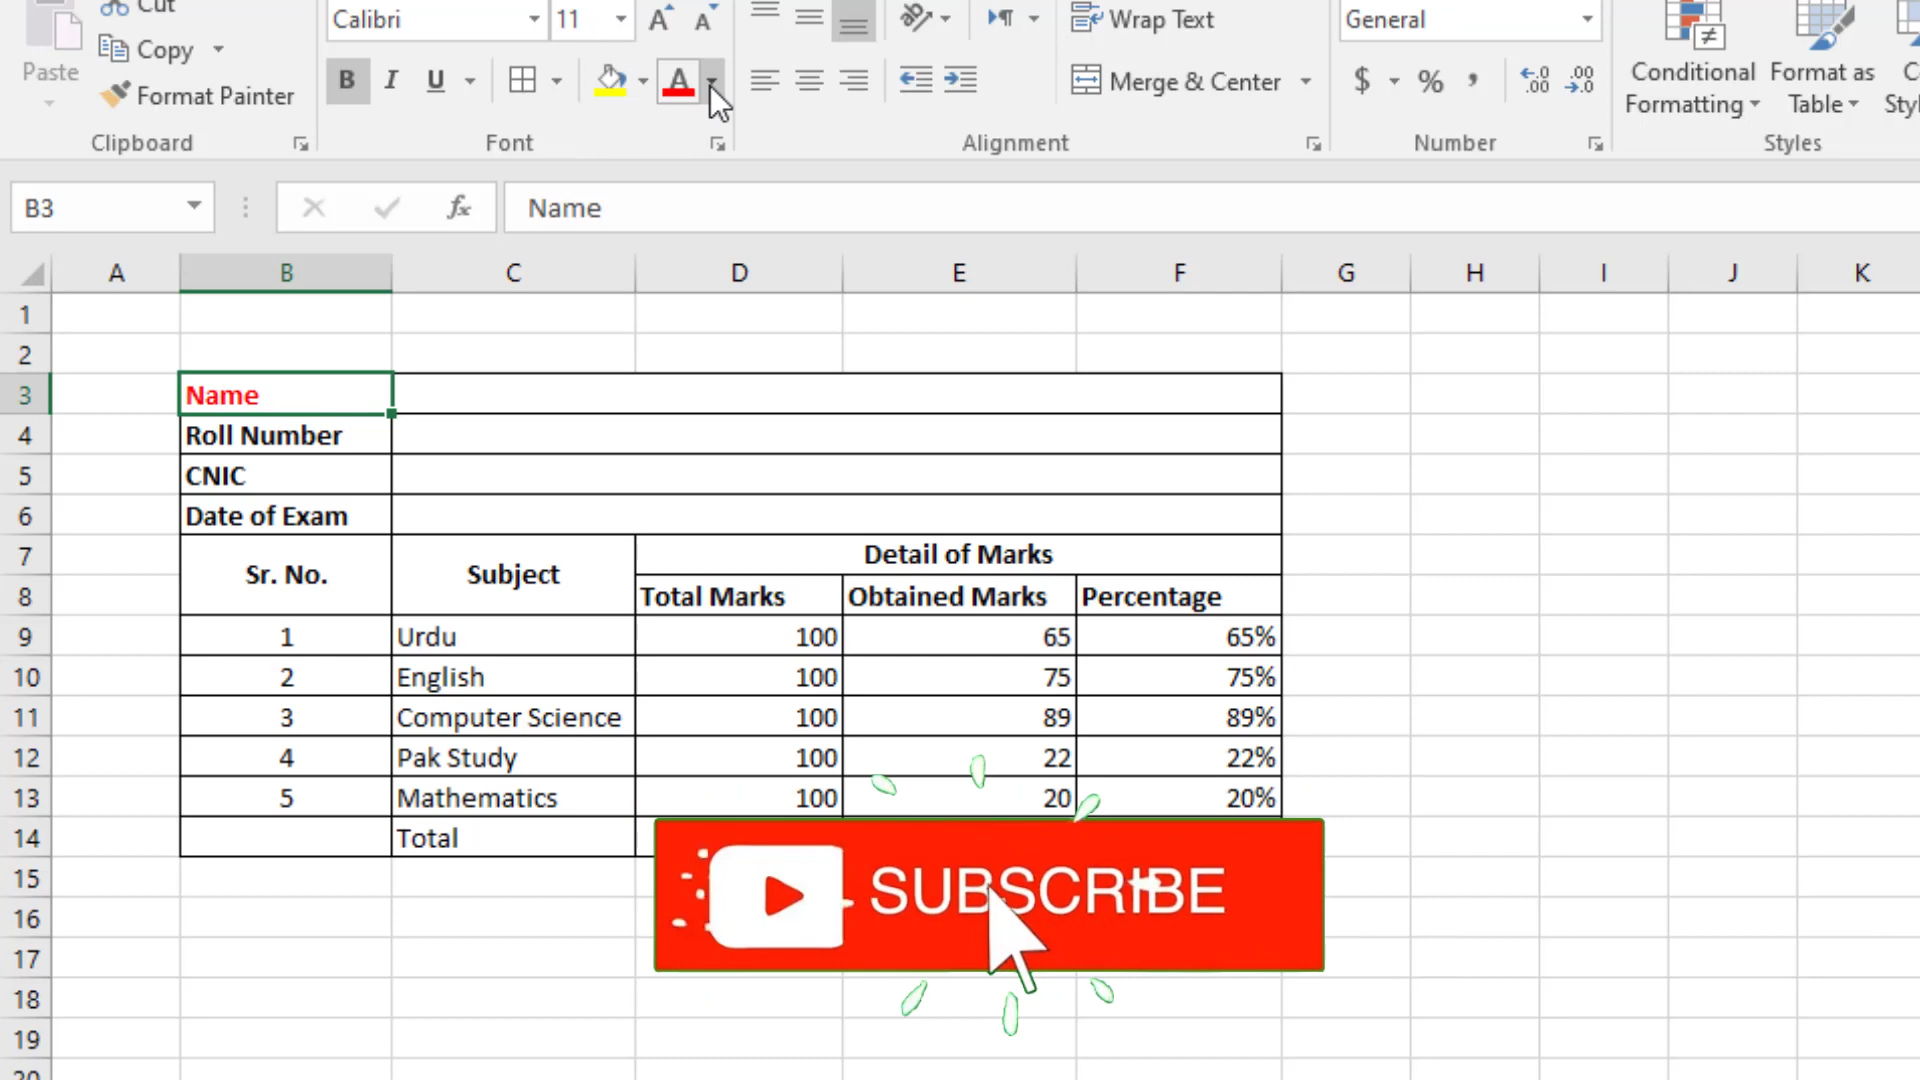 Cut
Calibri 11 Wrap Text General
Paste Copy Conditional Format as
B I U A Merge & Center $ % , Formatting Table
Format Painter
Clipboard Font Alignment Number Styles
B3 fx Name
A B C D E F G H I J K
1
2
3 Name
4 Roll Number
5 CNIC
6 Date of Exam
7 Sr. No. Subject Detail of Marks
8 Total Marks Obtained Marks Percentage
9 1 Urdu 100 65 65%
10 2 English 100 75 75%
11 3 Computer Science 100 89 89%
12 4 Pak Study 100 22 22%
13 5 Mathematics 100 20 20%
14 Total
15
16 SUBSCRIBE
17
18
19
20